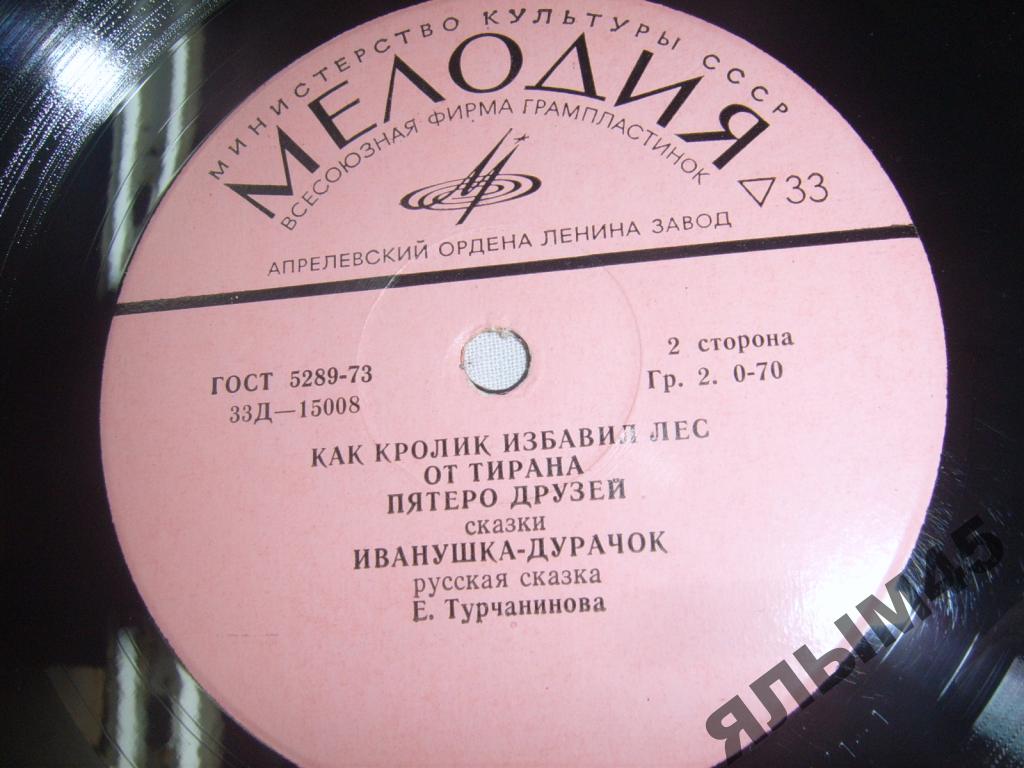 МИНИСТЕРСТВО КУЛЬТУРЫ СССР
МЕЛОДИЯ
ВСЕСОЮЗНАЯ ФИРМА ГРАМПЛАСТИНОК
33
АПРЕЛЕВСКИЙ ОРДЕНА ЛЕНИНА ЗАВОД
ГОСТ 5289-73
33Д—15008
2 сторона
Гр. 2. 0-70
КАК КРОЛИК ИЗБАВИЛ ЛЕС
ОТ ТИРАНА
ПЯТЕРО ДРУЗЕЙ
сказки
ИВАНУШКА-ДУРАЧОК
русская сказка
Е. Турчанинова
ЯЛЫМ45